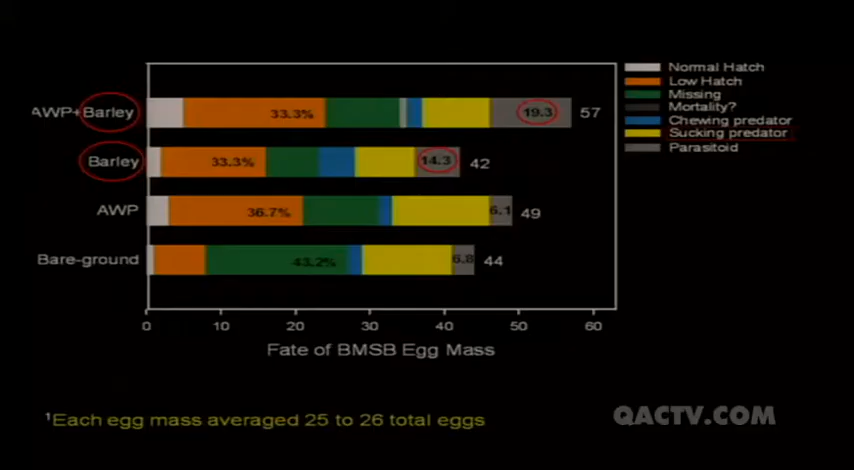 Normal Hatch
Low Hatch
Missing
Mortality?
Chewing predator
Sucking predator
Parasitoid
AWP+Barley
33.3%
19.3
57
Barley
33.3%
14.3
42
AWP
36.7%
6.1
49
Bare-ground
43.2%
6.8
44
0 10 20 30 40 50 60
Fate of BMSB Egg Mass
¹Each egg mass averaged 25 to 26 total eggs
QACTV.COM